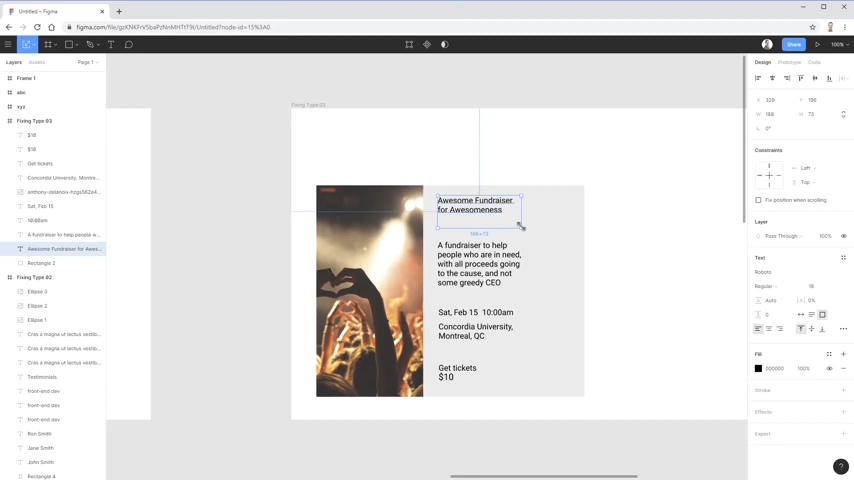 Untitled – Figma
figma.com/file/gzKNKFrV5baPzNnMHTtT9I/Untitled?node-id=15%3A0
Share
100%
Layers
Assets
Page 1
Design
Prototype
Code
Frame 1
abc
xyz
Fixing Type 03
$10
$10
Get tickets
Concordia University, Montre...
anthony-delanoix-hzgs562e4...
Sat, Feb 15
10:00am
A fundraiser to help people w...
Awesome Fundraiser for Awes...
Rectangle 2
Fixing Type 02
Ellipse 3
Ellipse 2
Ellipse 1
Cras a magna ut lectus vestib...
Cras a magna ut lectus vestib...
Cras a magna ut lectus vestib...
Testimonials
front-end dev
front-end dev
front-end dev
Ron Smith
Jane Smith
John Smith
Rectangle 4
Fixing Type 03
Awesome Fundraiser
for Awesomeness
A fundraiser to help
people who are in need,
with all proceeds going
to the cause, and not
some greedy CEO
Sat, Feb 15 10:00am
Concordia University,
Montreal, QC
Get tickets
$10
X 329 Y 196
W 188 H 73
0°
Constraints
Left
Top
Fix position when scrolling
Layer
Pass Through 100%
Text
Roboto
Regular 18
Auto 0%
0
Fill
000000 100%
Stroke
Effects
Export
?